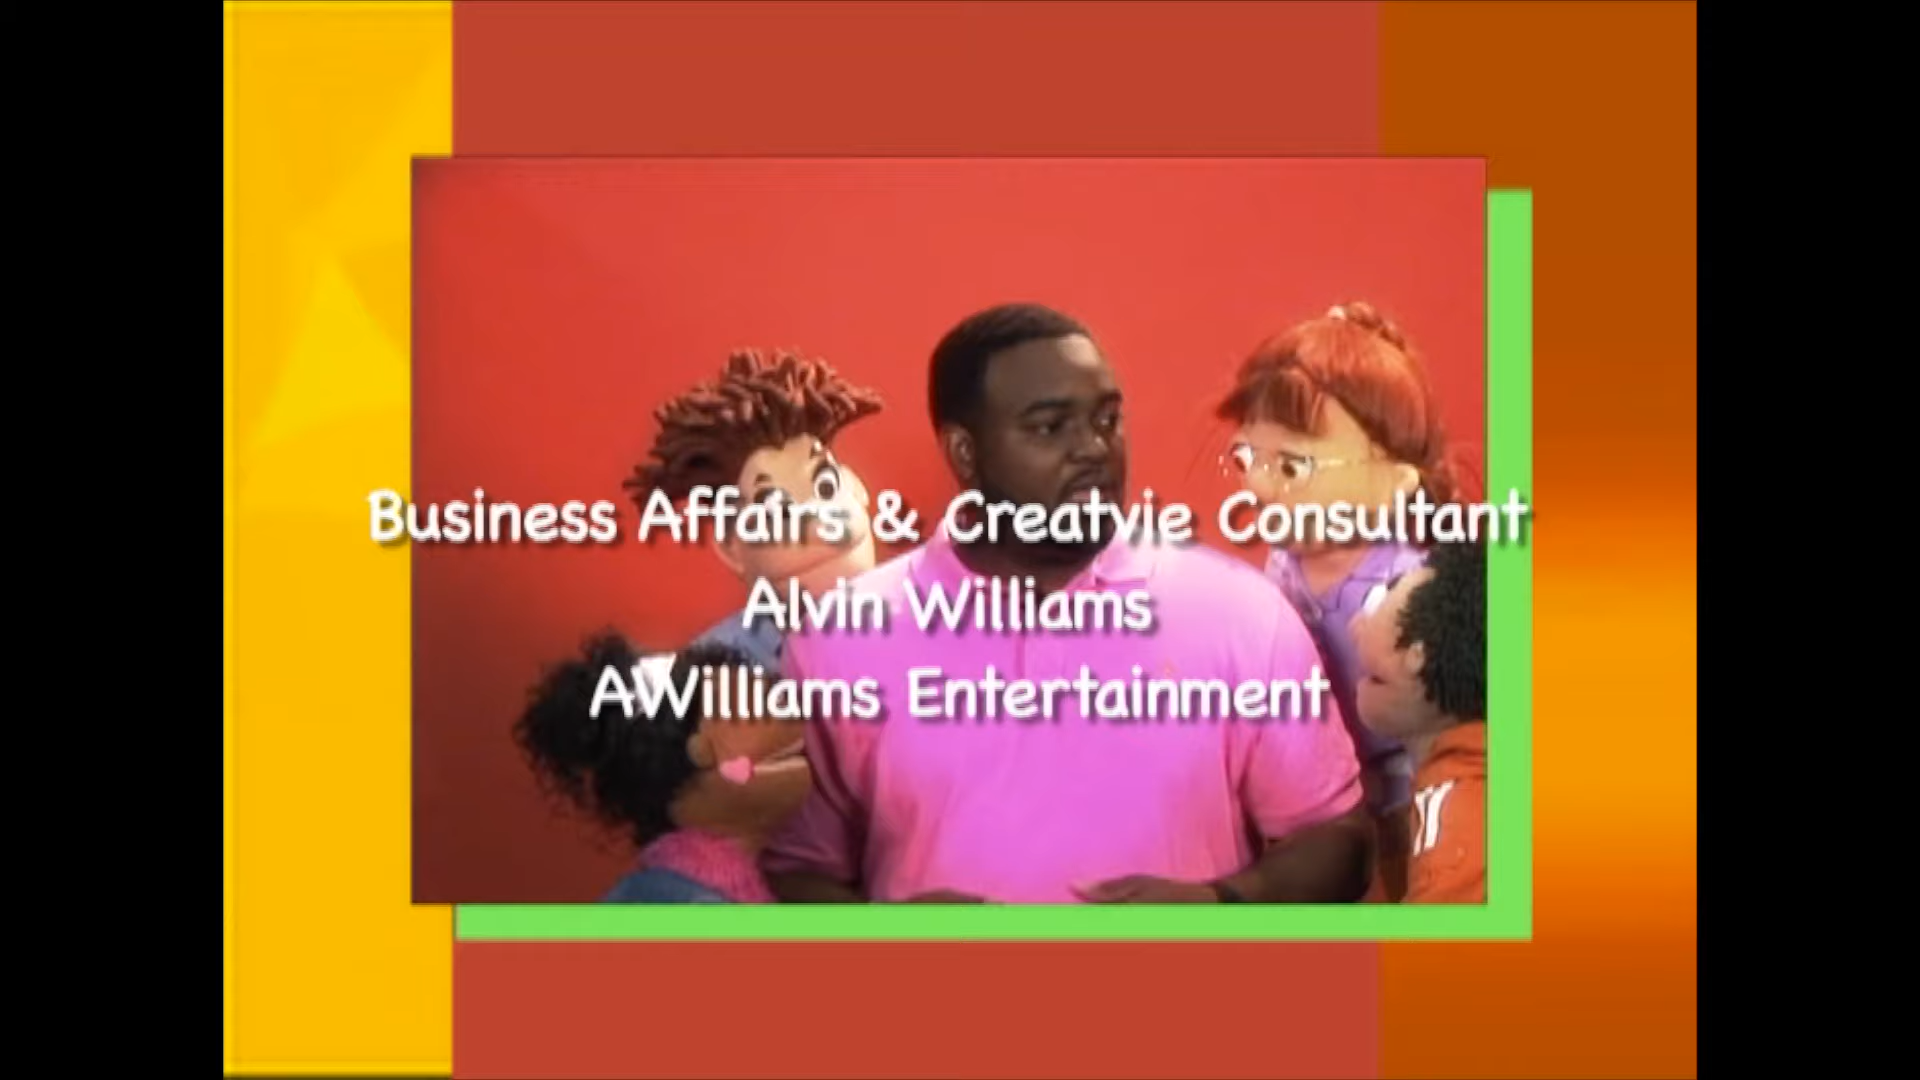 Business Affairs & Creatvie Consultant
Alvin Williams
AWilliams Entertainment